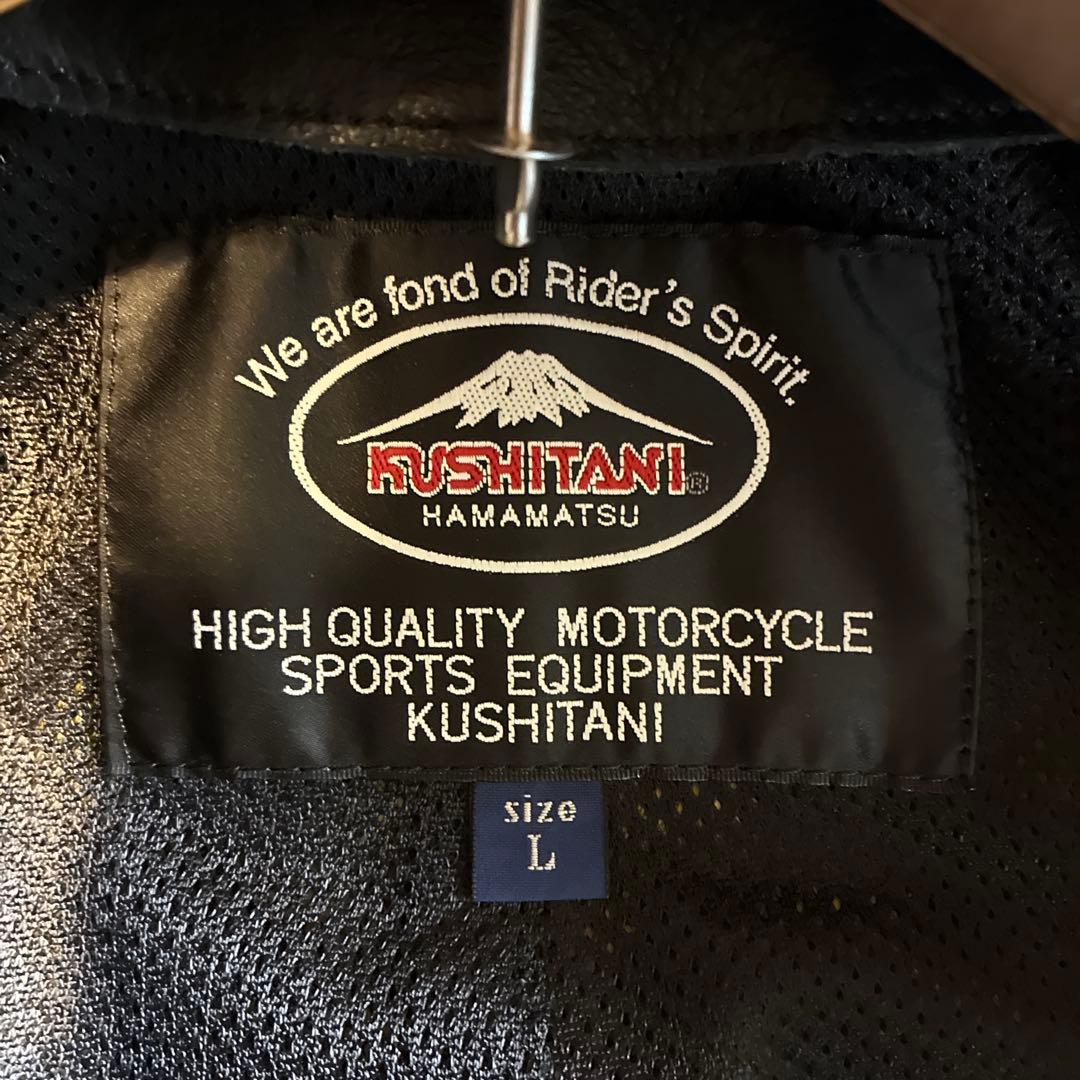 We are fond of Rider's Spirit.
KUSHITANI®
HAMAMATSU
HIGH QUALITY MOTORCYCLE
SPORTS EQUIPMENT
KUSHITANI
size
L